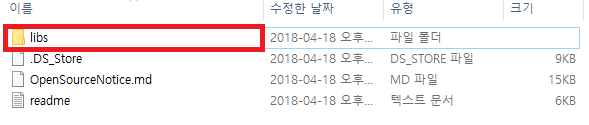 이름 수정한 날짜 유형 크기
libs 2018-04-18 오후... 파일 폴더
.DS_Store 2018-04-18 오후... DS_STORE 파일 9KB
OpenSourceNotice.md 2018-04-18 오후... MD 파일 15KB
readme 2018-04-18 오후... 텍스트 문서 6KB